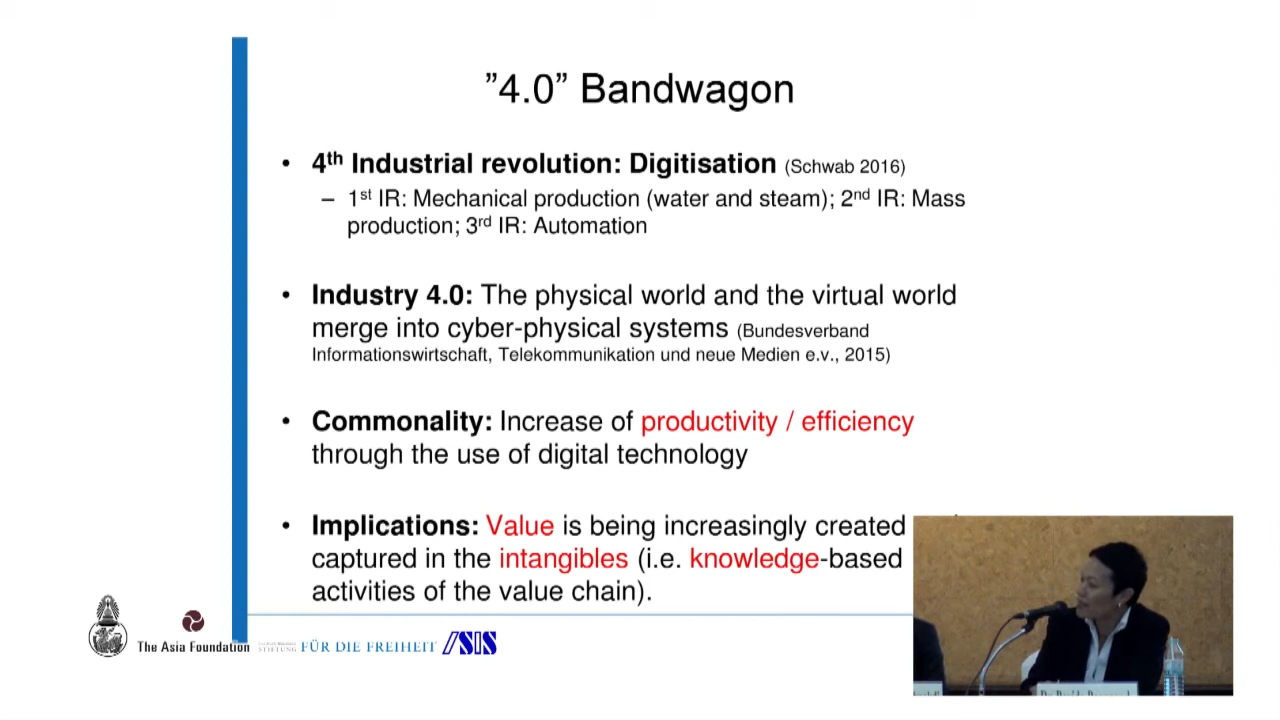 ”4.0” Bandwagon
• 4th Industrial revolution: Digitisation (Schwab 2016)
– 1st IR: Mechanical production (water and steam); 2nd IR: Mass
production; 3rd IR: Automation
• Industry 4.0: The physical world and the virtual world
merge into cyber-physical systems (Bundesverband
Informationswirtschaft, Telekommunikation und neue Medien e.v., 2015)
• Commonality: Increase of productivity / efficiency
through the use of digital technology
• Implications: Value is being increasingly created
captured in the intangibles (i.e. knowledge-based
activities of the value chain).
The Asia Foundation
STIFTUNG FÜR DIE FREIHEIT ISIS